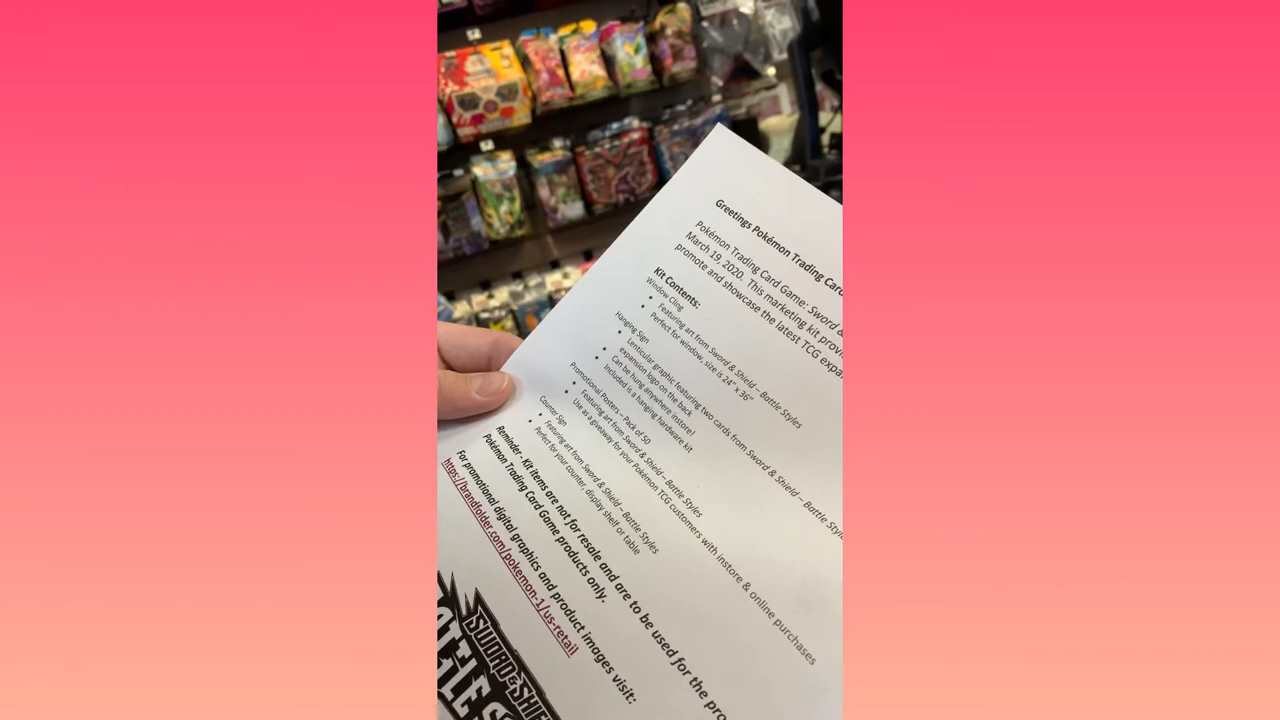 Greetings Pokémon Trading Card
Pokémon Trading Card Game: Sword &
March 19, 2020. This marketing kit provi
promote and showcase the latest TCG expa
Kit Contents:
Window Cling
• Featuring art from Sword & Shield – Battle Styles
• Perfect for window, size is 24" x 36"
Hanging Sign
• Lenticular graphic featuring two cards from Sword & Shield – Battle Style
expansion logo on the back
• Can be hung anywhere instore!
• Included is a hanging hardware kit
Promotional Posters – Pack of 50
• Featuring art from Sword & Shield – Battle Styles
• Use as a giveaway for your Pokémon TCG customers with instore & online purchases
Counter Sign
• Featuring art from Sword & Shield – Battle Styles
• Perfect for your counter, display shelf or table
Reminder - Kit items are not for resale and are to be used for the pro
Pokémon Trading Card Game products only.
For promotional digital graphics and product images visit:
https://brandfolder.com/pokemon-1/us-retail
SWORD & SHIE
ATTLE S